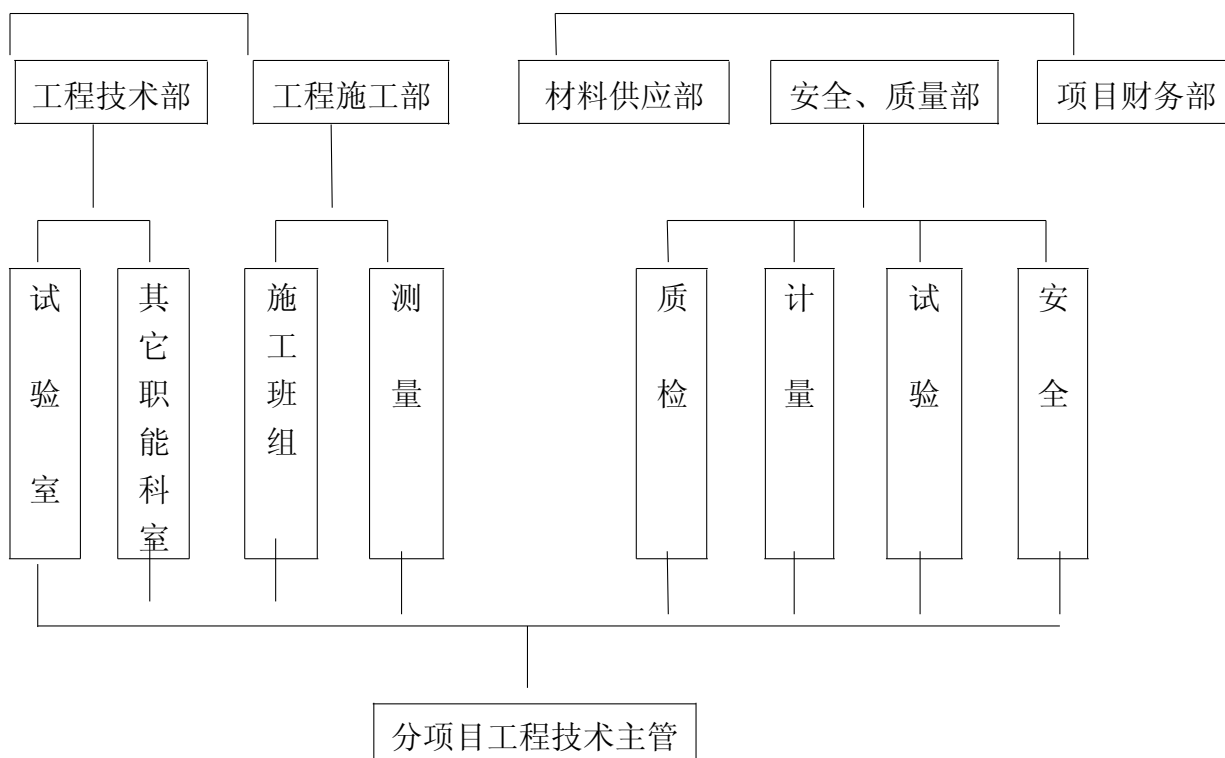 工程技术部
工程施工部
材料供应部
安全、质量部
项目财务部
试验室
其它职能科室
施工班组
测量
质检
计量
试验
安全
分项目工程技术主管